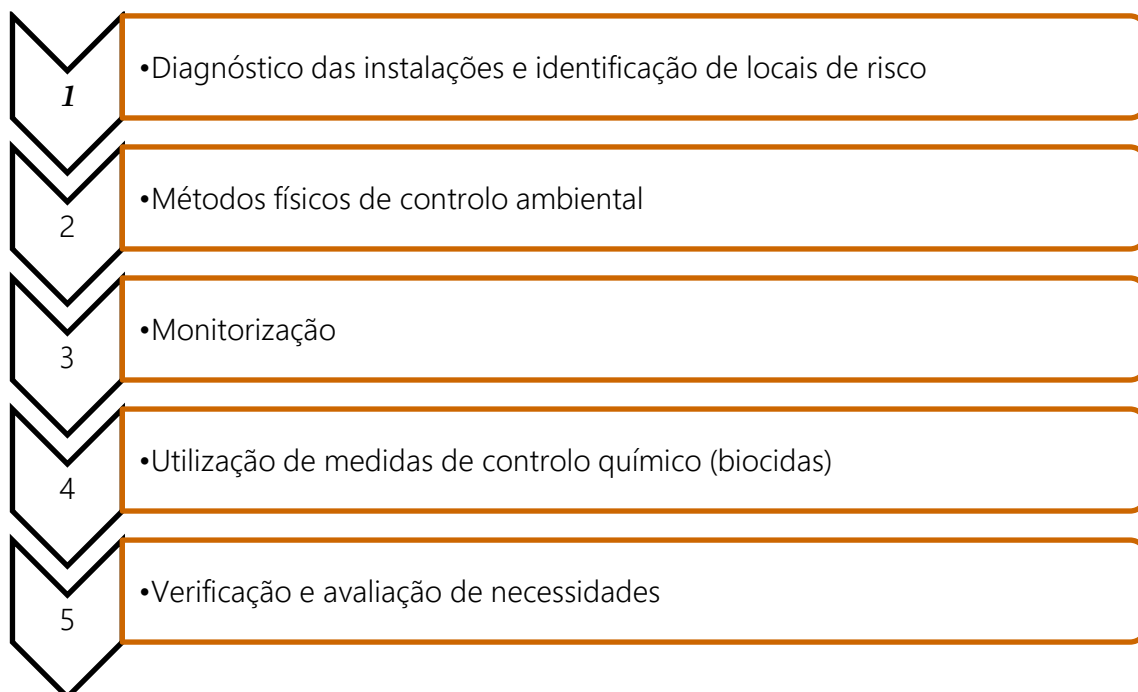 1
•Diagnóstico das instalações e identificação de locais de risco
2
•Métodos físicos de controlo ambiental
3
•Monitorização
4
•Utilização de medidas de controlo químico (biocidas)
5
•Verificação e avaliação de necessidades